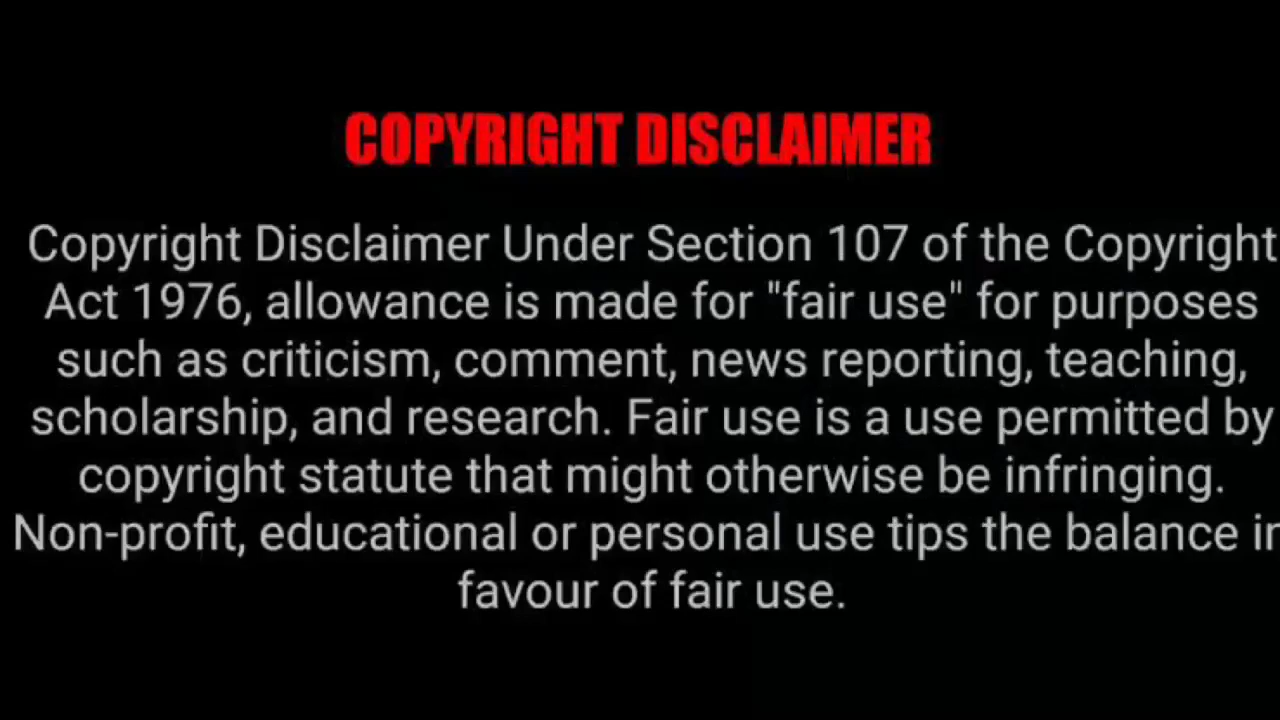 COPYRIGHT DISCLAIMER
Copyright Disclaimer Under Section 107 of the Copyright
Act 1976, allowance is made for "fair use" for purposes
such as criticism, comment, news reporting, teaching,
scholarship, and research. Fair use is a use permitted by
copyright statute that might otherwise be infringing.
Non-profit, educational or personal use tips the balance in
favour of fair use.